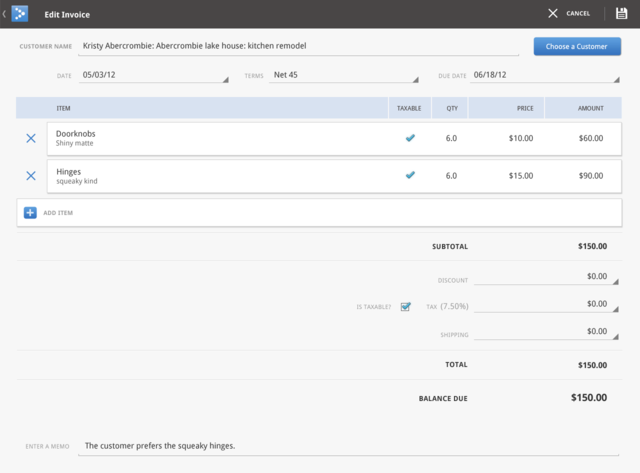 Edit Invoice
CANCEL
CUSTOMER NAME Kristy Abercrombie: Abercrombie lake house: kitchen remodel
Choose a Customer
DATE 05/03/12 TERMS Net 45 DUE DATE 06/18/12
ITEM TAXABLE QTY PRICE AMOUNT
Doorknobs 6.0 $10.00 $60.00
Shiny matte
Hinges 6.0 $15.00 $90.00
squeaky kind
ADD ITEM
SUBTOTAL $150.00
DISCOUNT $0.00
IS TAXABLE? TAX (7.50%) $0.00
SHIPPING $0.00
TOTAL $150.00
BALANCE DUE $150.00
ENTER A MEMO The customer prefers the squeaky hinges.